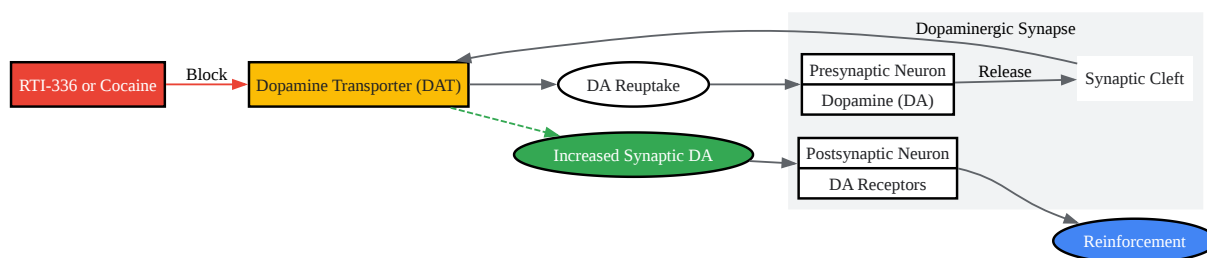 Dopaminergic Synapse
RTI-336 or Cocaine
Block
Dopamine Transporter (DAT)
DA Reuptake
Presynaptic Neuron
Dopamine (DA)
Release
Synaptic Cleft
Increased Synaptic DA
Postsynaptic Neuron
DA Receptors
Reinforcement